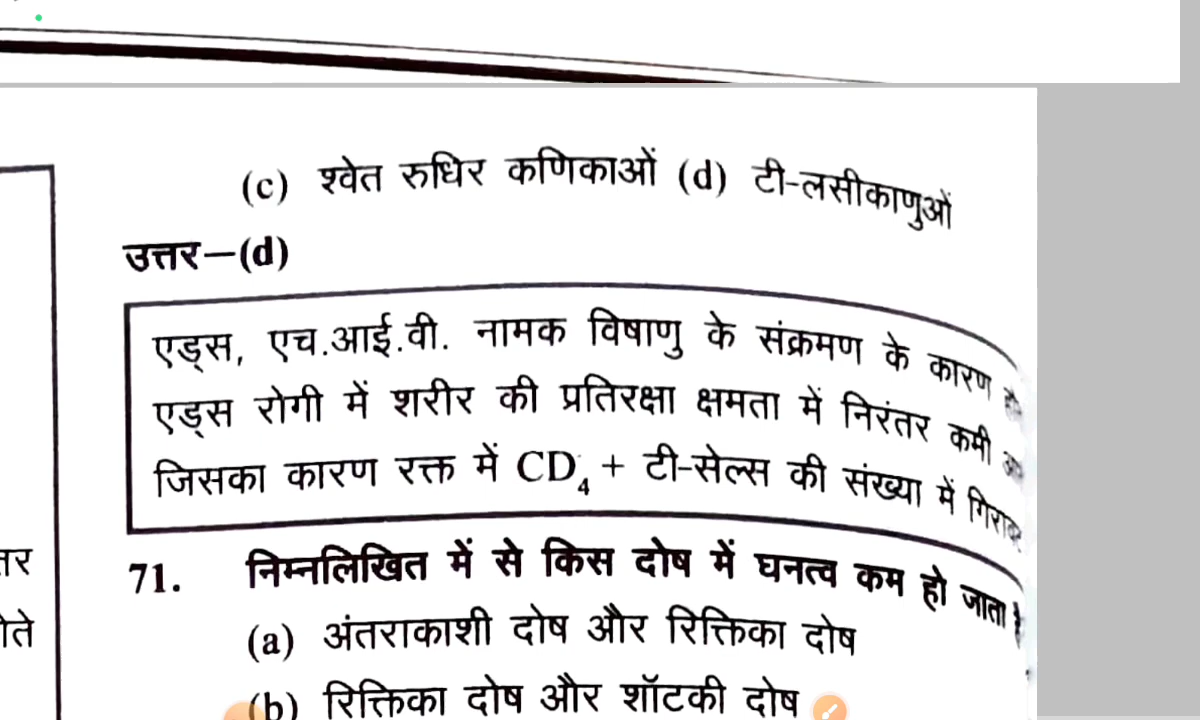 (c) श्वेत रुधिर कणिकाओं (d) टी-लसीकाणुओं
उत्तर—(d)
एड्स, एच.आई.वी. नामक विषाणु के संक्रमण के कारण
एड्स रोगी में शरीर की प्रतिरक्षा क्षमता में निरंतर कमी
जिसका कारण रक्त में CD₄ + टी-सेल्स की संख्या में
71. निम्नलिखित में से किस दोष में घनत्व कम हो जाता है
(a) अंतराकाशी दोष और रिक्तिका दोष
(b) रिक्तिका दोष और शॉटकी दोष